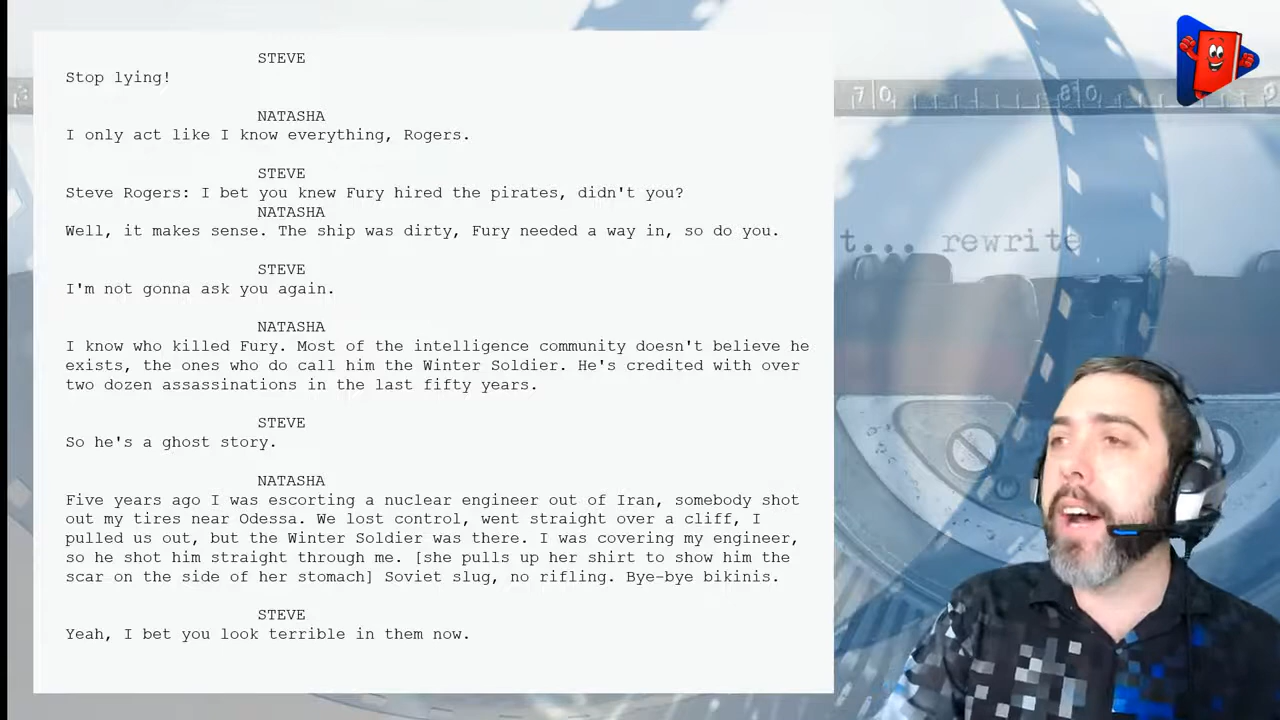 STEVE
Stop lying!
NATASHA
I only act like I know everything, Rogers.
STEVE
Steve Rogers: I bet you knew Fury hired the pirates, didn't you?
NATASHA
Well, it makes sense. The ship was dirty, Fury needed a way in, so do you.
STEVE
I'm not gonna ask you again.
NATASHA
I know who killed Fury. Most of the intelligence community doesn't believe he
exists, the ones who do call him the Winter Soldier. He's credited with over
two dozen assassinations in the last fifty years.
STEVE
So he's a ghost story.
NATASHA
Five years ago I was escorting a nuclear engineer out of Iran, somebody shot
out my tires near Odessa. We lost control, went straight over a cliff, I
pulled us out, but the Winter Soldier was there. I was covering my engineer,
so he shot him straight through me. [she pulls up her shirt to show him the
scar on the side of her stomach] Soviet slug, no rifling. Bye-bye bikinis.
STEVE
Yeah, I bet you look terrible in them now.
70 80
t... rewrite